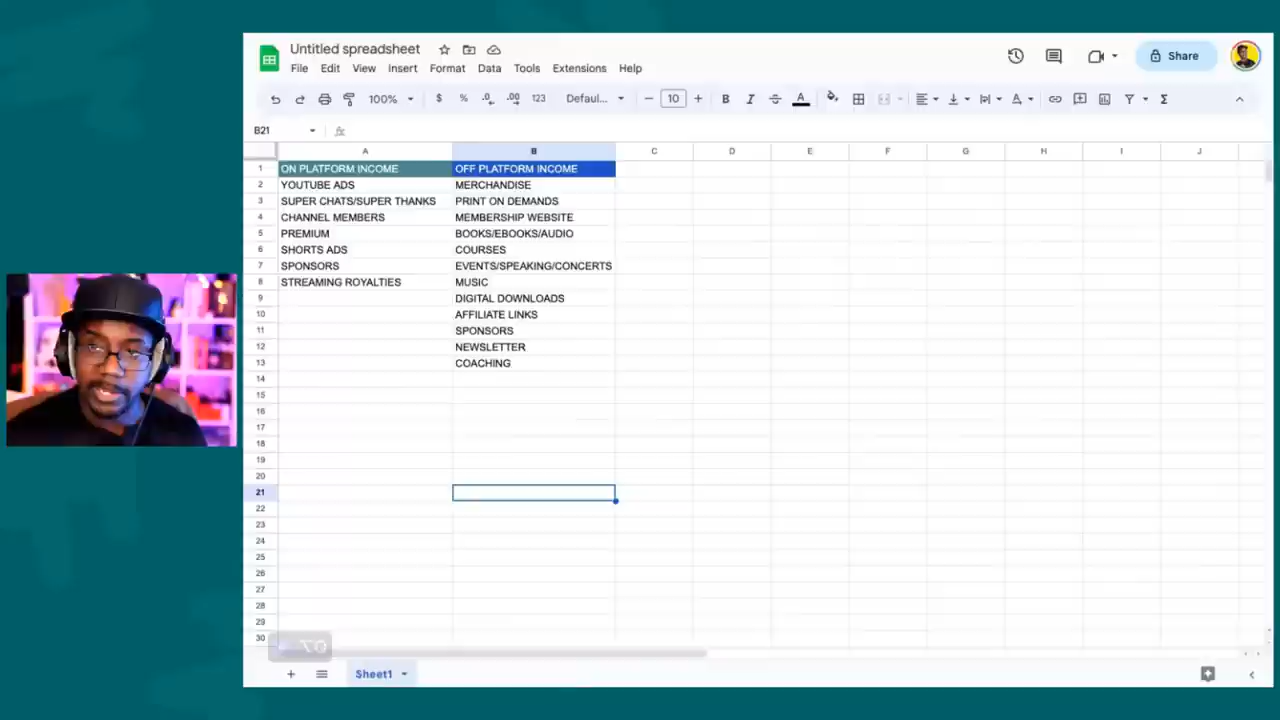 Untitled spreadsheet
File Edit View Insert Format Data Tools Extensions Help
Share
100% $ % .0 .00 123 Defaul... 10 B I A Σ
B21 fx
A B C D E F G H I J
1 ON PLATFORM INCOME OFF PLATFORM INCOME
2 YOUTUBE ADS MERCHANDISE
3 SUPER CHATS/SUPER THANKS PRINT ON DEMANDS
4 CHANNEL MEMBERS MEMBERSHIP WEBSITE
5 PREMIUM BOOKS/EBOOKS/AUDIO
6 SHORTS ADS COURSES
7 SPONSORS EVENTS/SPEAKING/CONCERTS
8 STREAMING ROYALTIES MUSIC
9 DIGITAL DOWNLOADS
10 AFFILIATE LINKS
11 SPONSORS
12 NEWSLETTER
13 COACHING
14
15
16
17
18
19
20
21
22
23
24
25
26
27
28
29
30
Sheet1